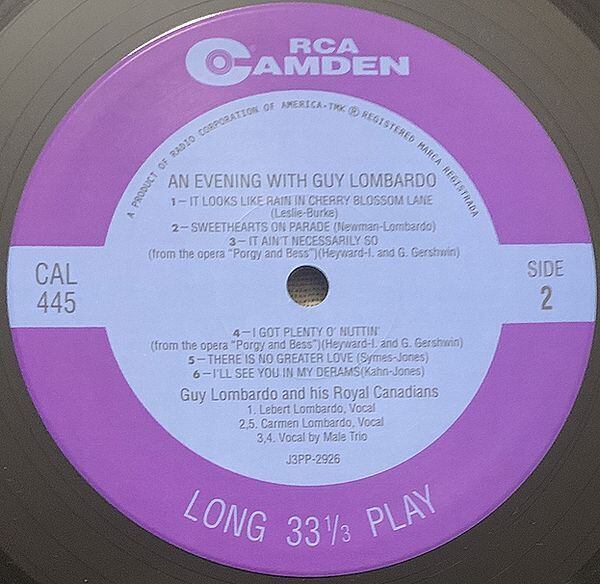 RCA
CAMDEN
A PRODUCT OF RADIO CORPORATION OF AMERICA-TMK ® REGISTERED MARCA REGISTRADA
AN EVENING WITH GUY LOMBARDO
1—IT LOOKS LIKE RAIN IN CHERRY BLOSSOM LANE
(Leslie-Burke)
2—SWEETHEARTS ON PARADE (Newman-Lombardo)
3—IT AIN'T NECESSARILY SO
(from the opera "Porgy and Bess")(Heyward-I. and G. Gershwin)
CAL
445
SIDE
2
4—I GOT PLENTY O' NUTTIN'
(from the opera "Porgy and Bess")(Heyward-I. and G. Gershwin)
5—THERE IS NO GREATER LOVE (Symes-Jones)
6—I'LL SEE YOU IN MY DERAMS(Kahn-Jones)
Guy Lombardo and his Royal Canadians
1. Lebert Lombardo, Vocal
2,5. Carmen Lombardo, Vocal
3,4. Vocal by Male Trio
J3PP-2926
LONG 33 1/3 PLAY